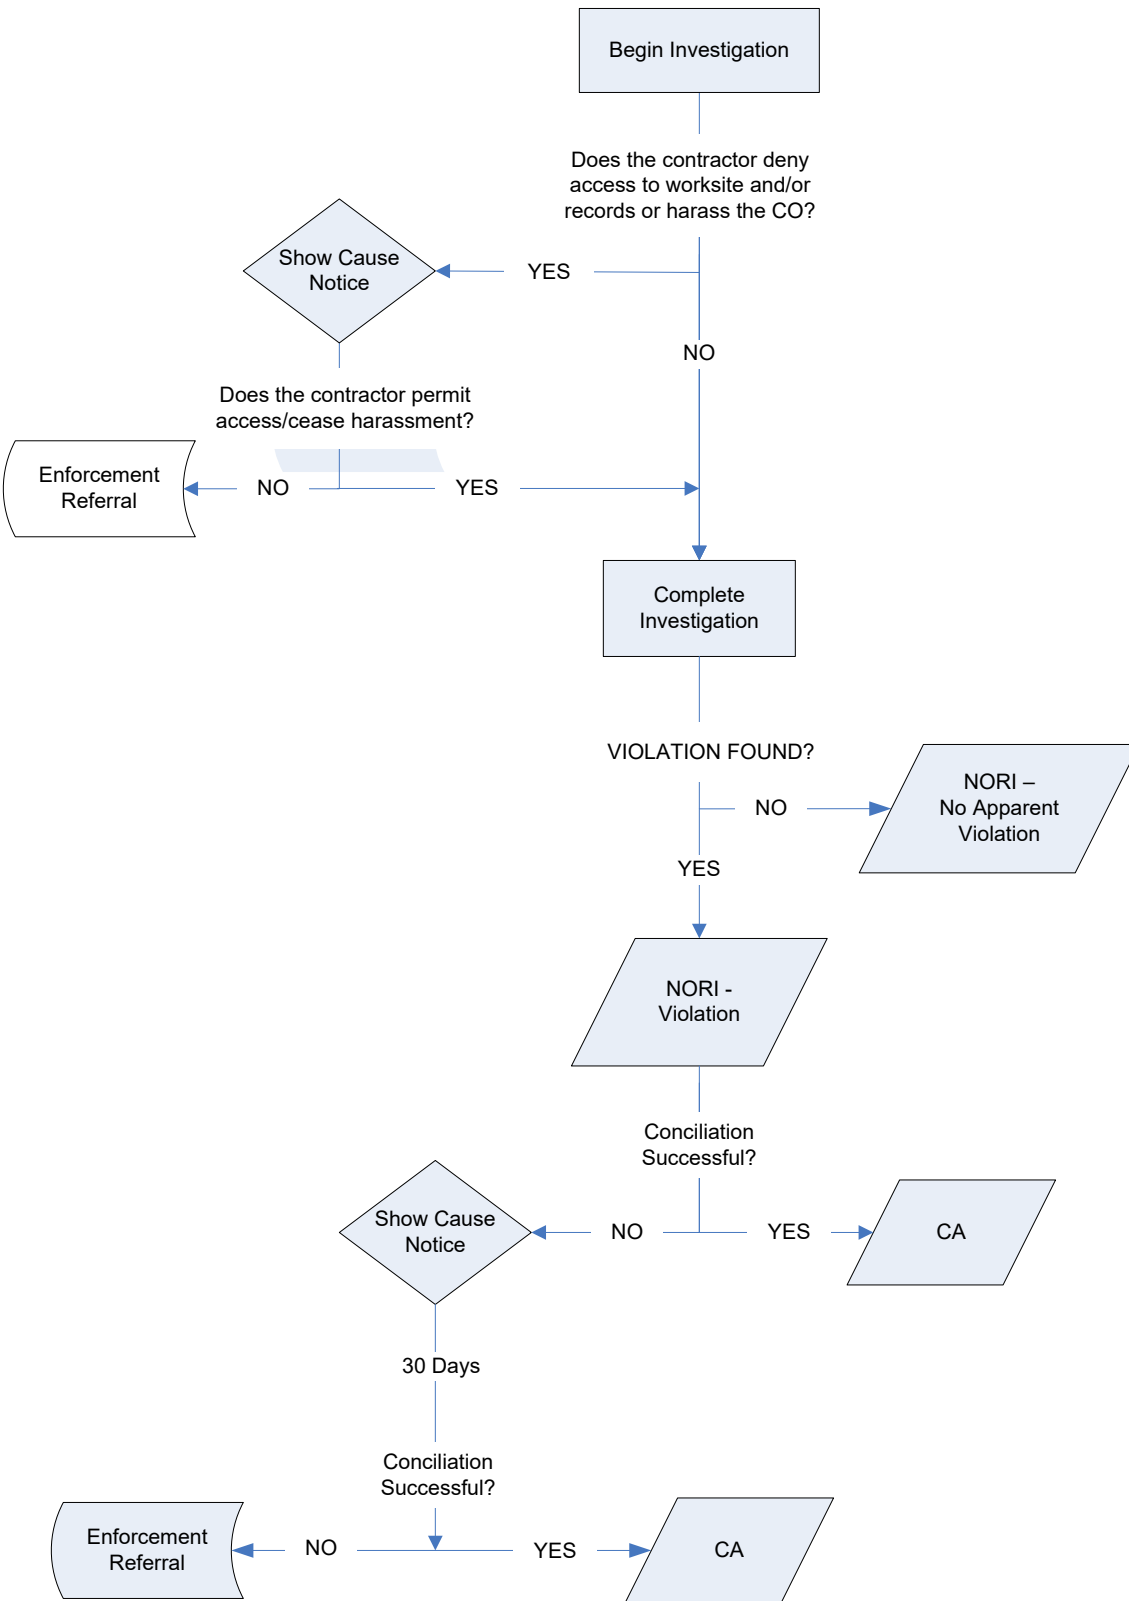 Begin Investigation
Does the contractor deny
access to worksite and/or
records or harass the CO?
Show Cause
Notice
YES
NO
Does the contractor permit
access/cease harassment?
Enforcement
Referral
NO
YES
Complete
Investigation
VIOLATION FOUND?
NORI –
No Apparent
Violation
NO
YES
NORI -
Violation
Conciliation
Successful?
Show Cause
Notice
NO
YES
CA
30 Days
Conciliation
Successful?
Enforcement
Referral
NO
YES
CA